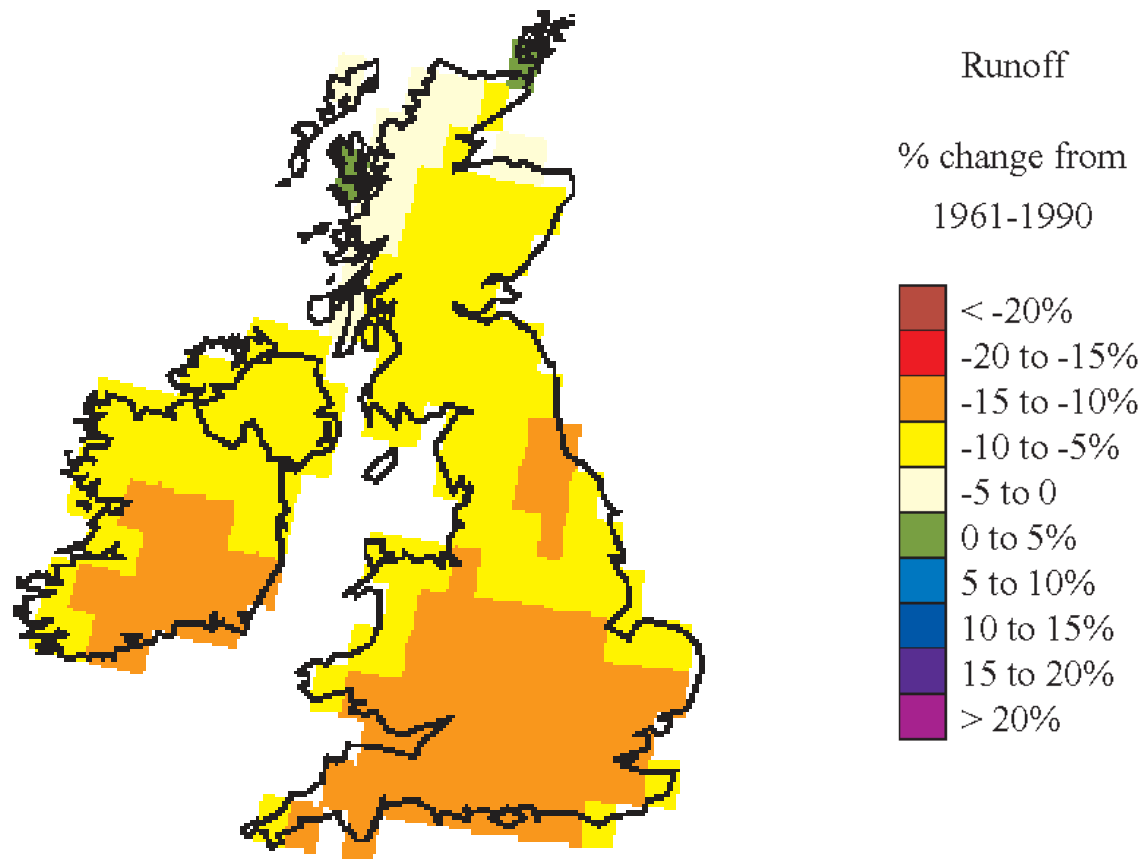 Runoff
% change from
1961-1990
< -20%
-20 to -15%
-15 to -10%
-10 to -5%
-5 to 0
0 to 5%
5 to 10%
10 to 15%
15 to 20%
> 20%